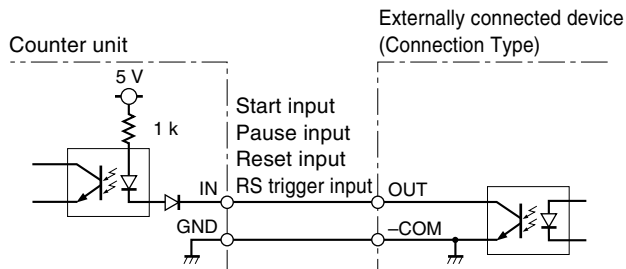 Counter unit
Externally connected device
(Connection Type)
5 V
1 k
Start input
Pause input
Reset input
RS trigger input
IN
OUT
GND
–COM